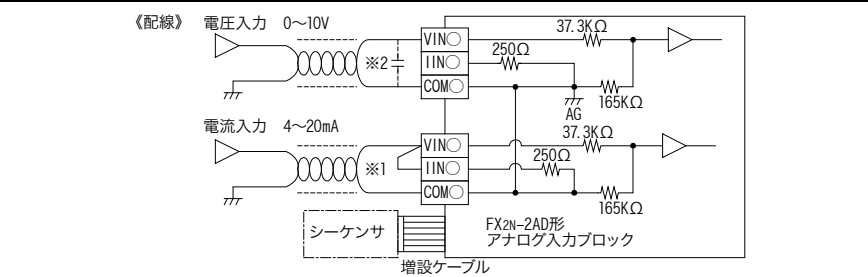 《配線》 電圧入力 0～10V
※2
VIN○
IIN○
COM○
37.3KΩ
250Ω
AG
165KΩ
電流入力 4～20mA
※1
VIN○
IIN○
COM○
37.3KΩ
250Ω
165KΩ
シーケンサ
FX2N−2AD形
アナログ入力ブロック
増設ケーブル